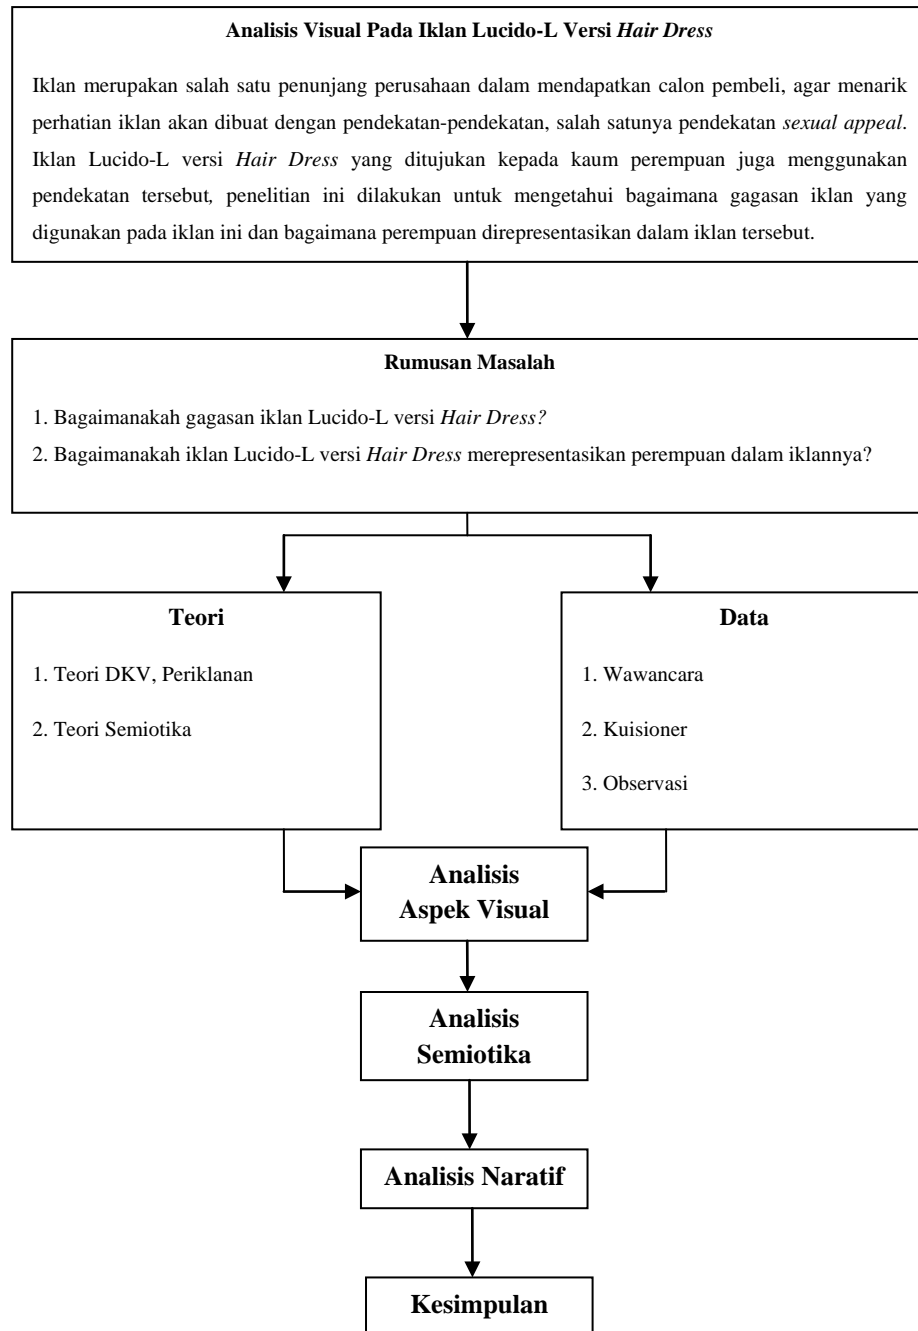 Analisis Visual Pada Iklan Lucido-L Versi Hair Dress
Iklan merupakan salah satu penunjang perusahaan dalam mendapatkan calon pembeli, agar menarik
perhatian iklan akan dibuat dengan pendekatan-pendekatan, salah satunya pendekatan sexual appeal.
Iklan Lucido-L versi Hair Dress yang ditujukan kepada kaum perempuan juga menggunakan
pendekatan tersebut, penelitian ini dilakukan untuk mengetahui bagaimana gagasan iklan yang
digunakan pada iklan ini dan bagaimana perempuan direpresentasikan dalam iklan tersebut.
Rumusan Masalah
1. Bagaimanakah gagasan iklan Lucido-L versi Hair Dress?
2. Bagaimanakah iklan Lucido-L versi Hair Dress merepresentasikan perempuan dalam iklannya?
Teori
1. Teori DKV, Periklanan
2. Teori Semiotika
Data
1. Wawancara
2. Kuisioner
3. Observasi
Analisis
Aspek Visual
Analisis
Semiotika
Analisis Naratif
Kesimpulan